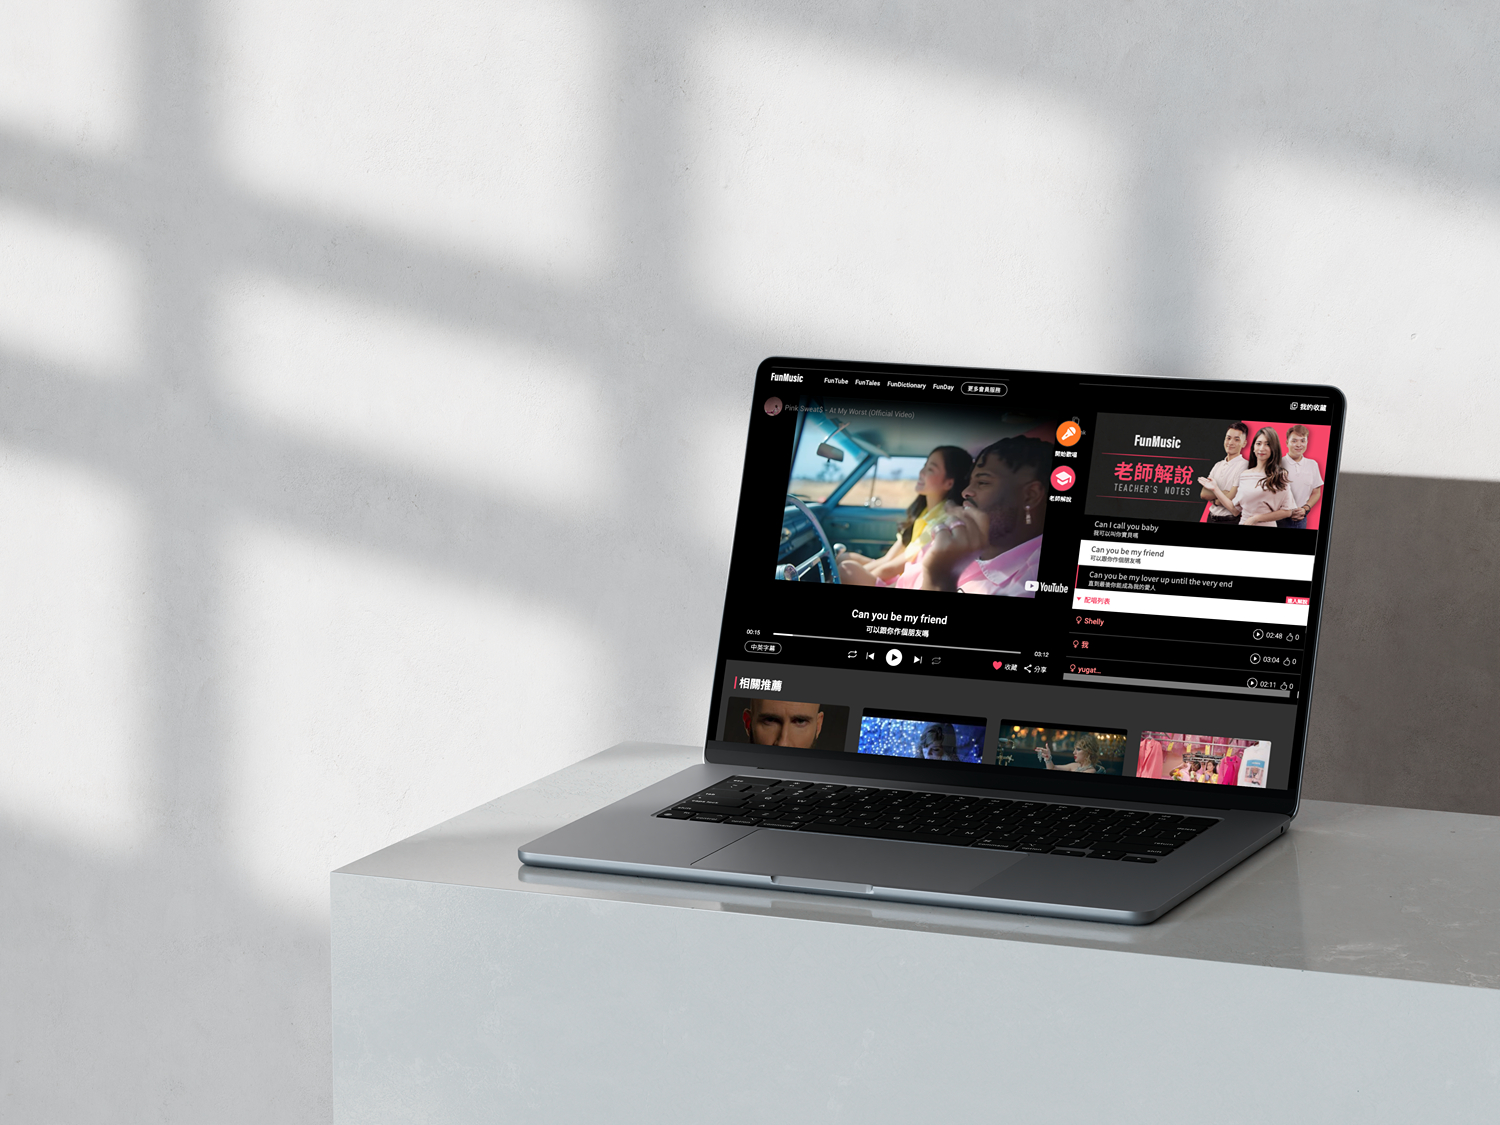 FunMusic
FunTube FunTales FunDictionary FunDay 更多會員服務
我的收藏
Pink Sweat$ - At My Worst (Official Video)
開始歡唱
老師解說
YouTube
Can you be my friend
可以跟你作個朋友嗎
00:15
03:12
中英字幕
收藏 分享
FunMusic
老師解說
TEACHER'S NOTES
Can I call you baby
我可以叫你寶貝嗎
Can you be my friend
可以跟你作個朋友嗎
Can you be my lover up until the very end
直到最後你能成為我的愛人
配唱列表
Shelly 02:48 0
我 03:04 0
yugat... 02:11 0
相關推薦